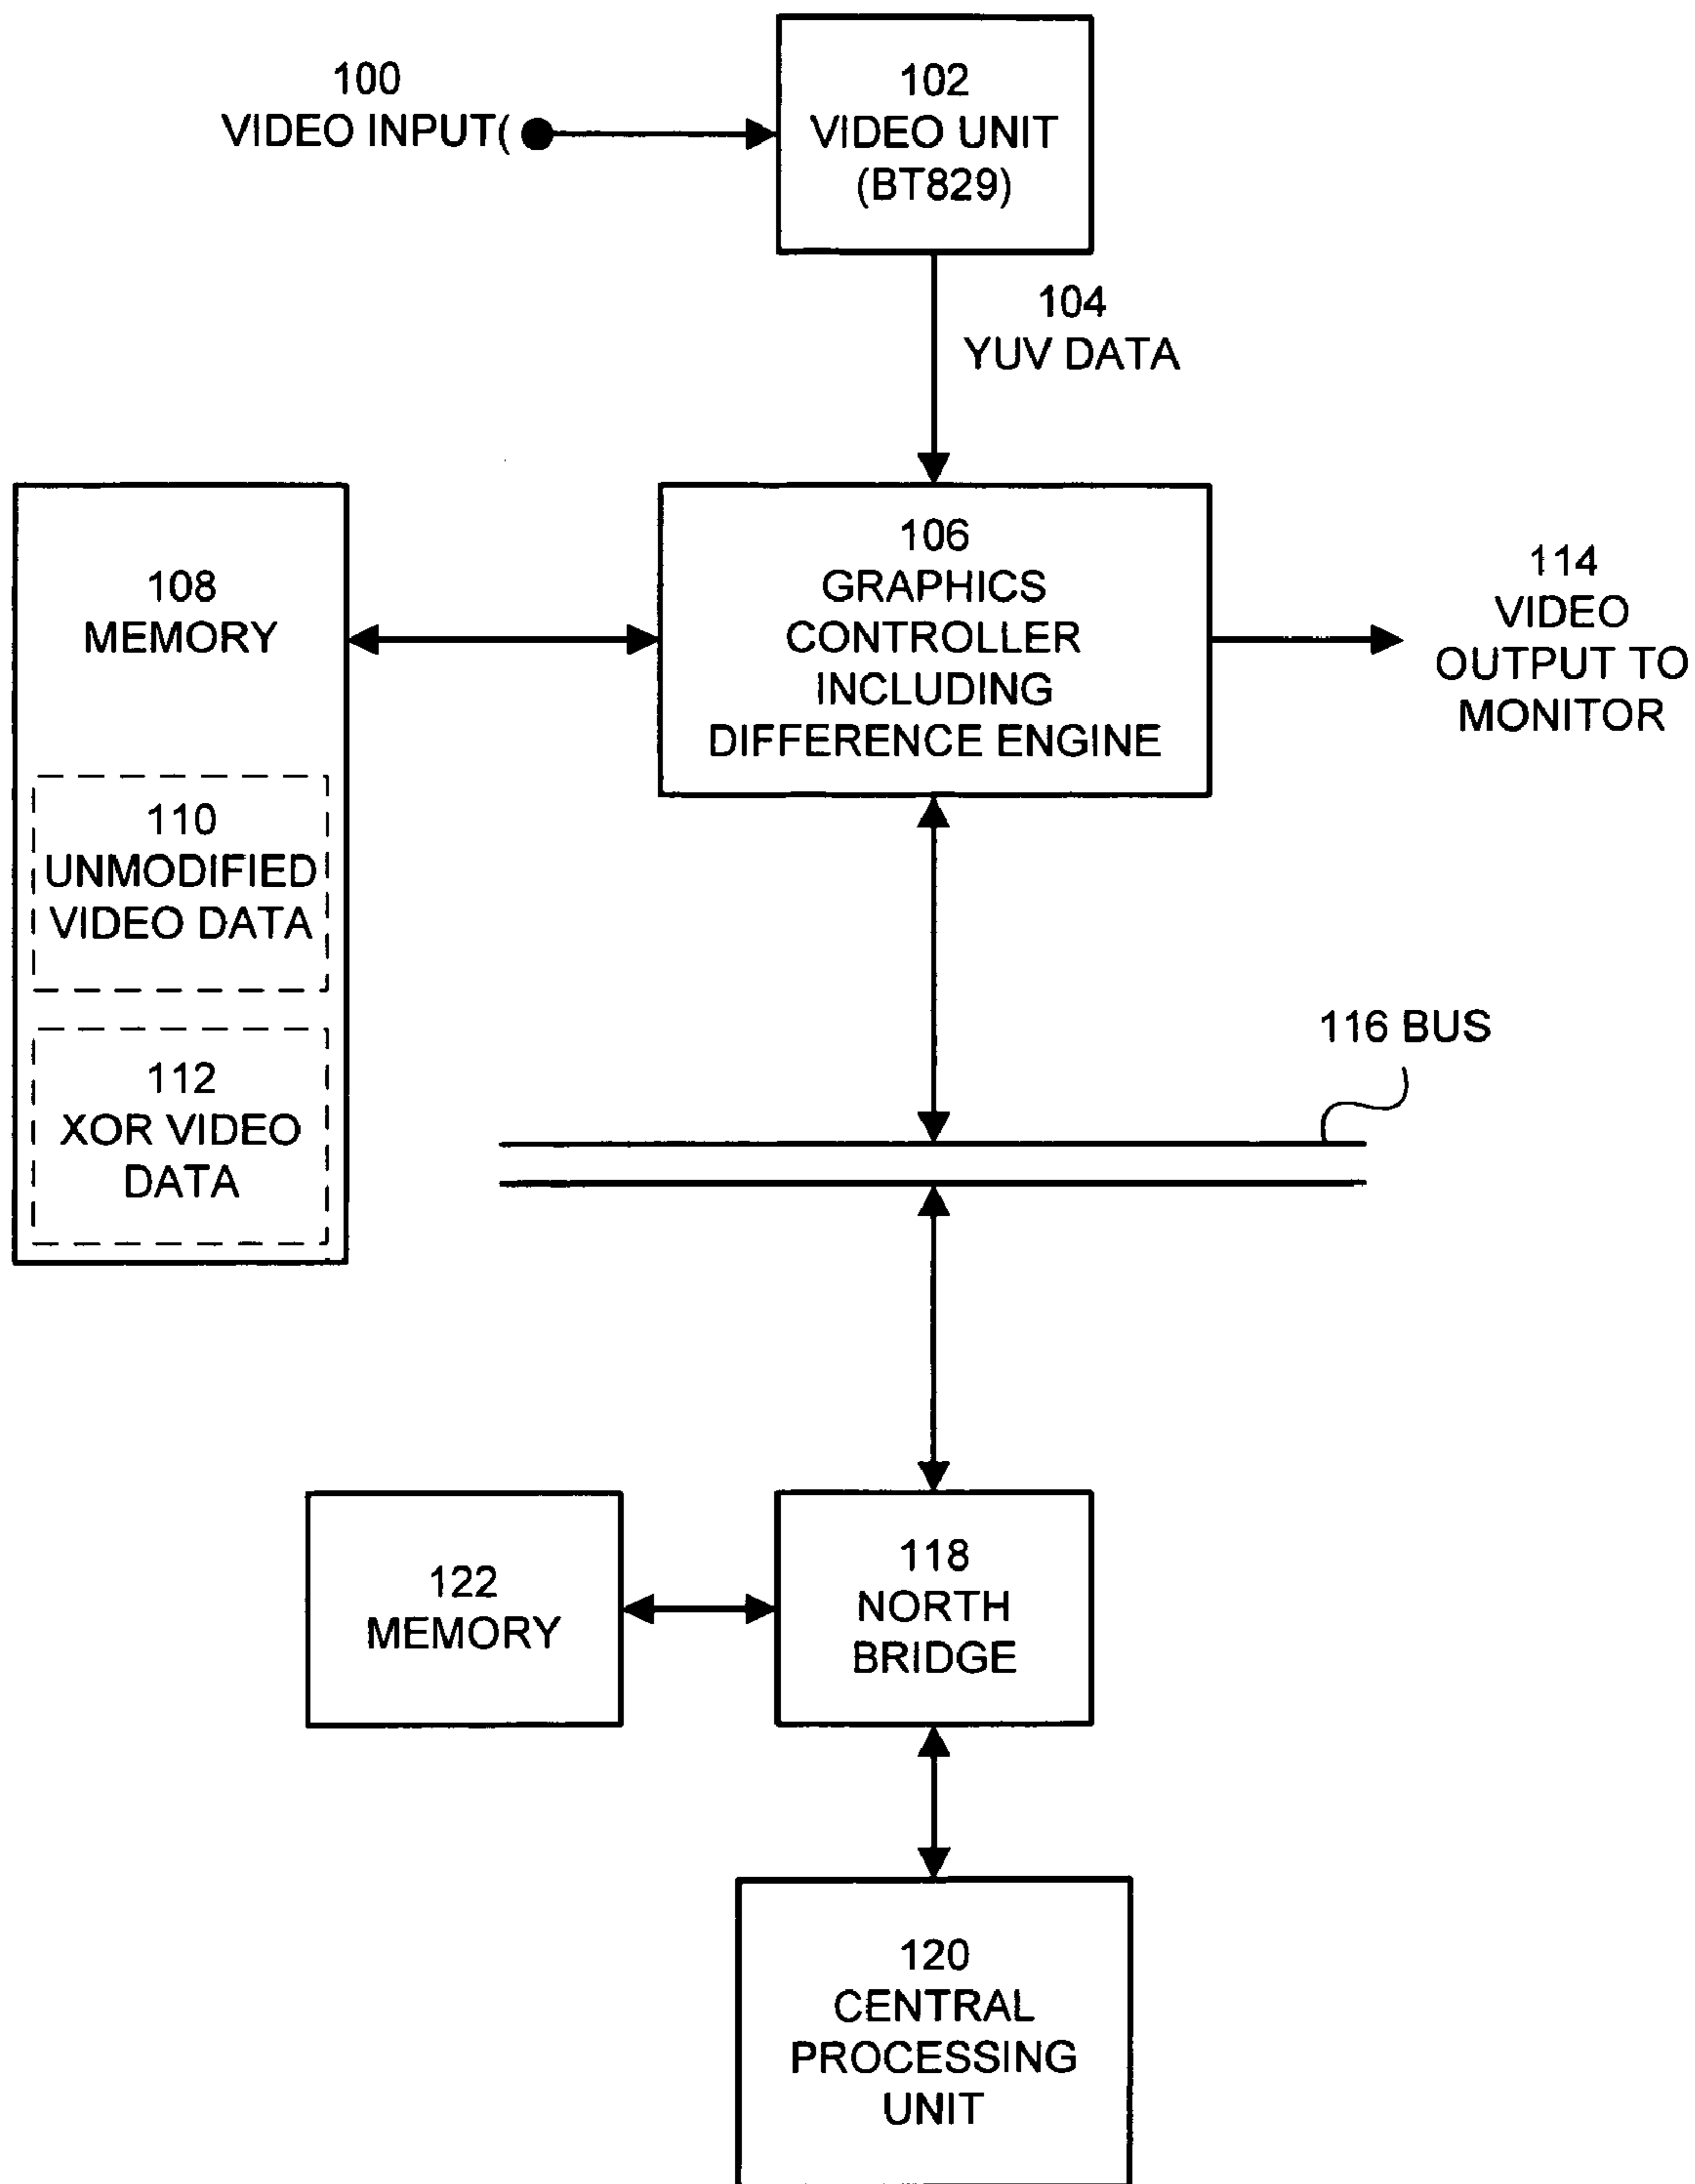 100
VIDEO INPUT(
102
VIDEO UNIT
(BT829)
104
YUV DATA
106
GRAPHICS
CONTROLLER
INCLUDING
DIFFERENCE ENGINE
108
MEMORY
110
UNMODIFIED
VIDEO DATA
112
XOR VIDEO
DATA
114
VIDEO
OUTPUT TO
MONITOR
116 BUS
118
NORTH
BRIDGE
122
MEMORY
120
CENTRAL
PROCESSING
UNIT